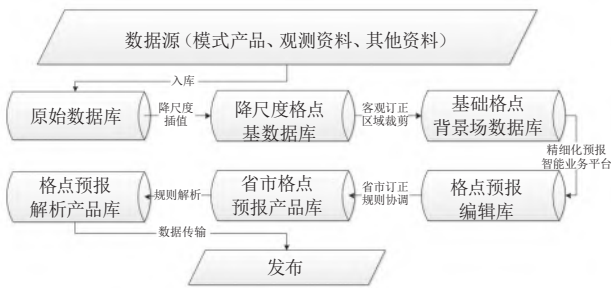 数据源（模式产品、观测资料、其他资料）
入库
原始数据库
降尺度
插值
降尺度格点
基数据库
客观订正
区域裁剪
基础格点
背景场数据库
精细化预报
智能业务平台
格点预报
编辑库
省市订正
规则协调
省市格点
预报产品库
规则解析
格点预报
解析产品库
数据传输
发布